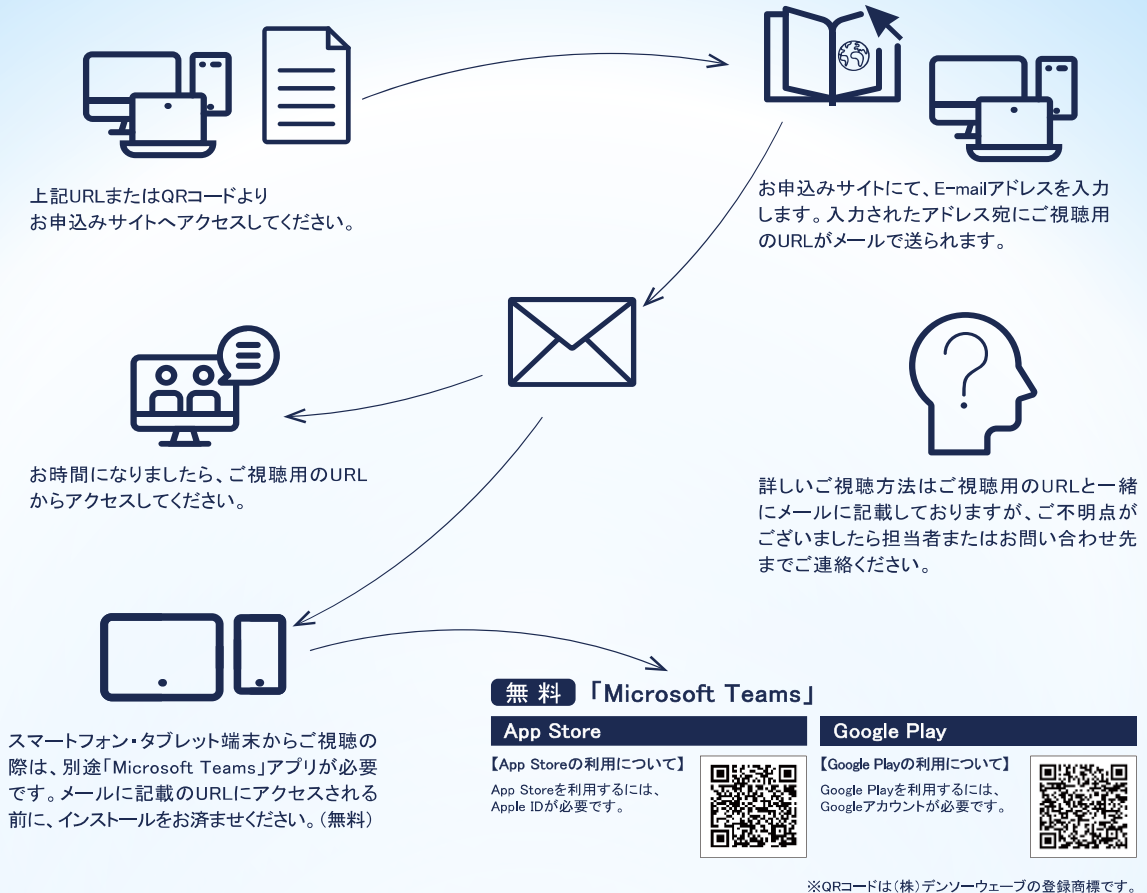 上記URLまたはQRコードより
お申込みサイトへアクセスしてください。
お申込みサイトにて、E-mailアドレスを入力
します。入力されたアドレス宛にご視聴用
のURLがメールで送られます。
お時間になりましたら、ご視聴用のURL
からアクセスしてください。
詳しいご視聴方法はご視聴用のURLと一緒
にメールに記載しておりますが、ご不明点が
ございましたら担当者またはお問い合わせ先
までご連絡ください。
スマートフォン・タブレット端末からご視聴の
際は、別途「Microsoft Teams」アプリが必要
です。メールに記載のURLにアクセスされる
前に、インストールをお済ませください。(無料)
無料 「Microsoft Teams」
App Store
【App Storeの利用について】
App Storeを利用するには、
Apple IDが必要です。
Google Play
【Google Playの利用について】
Google Playを利用するには、
Googleアカウントが必要です。
※QRコードは(株)デンソーウェーブの登録商標です。